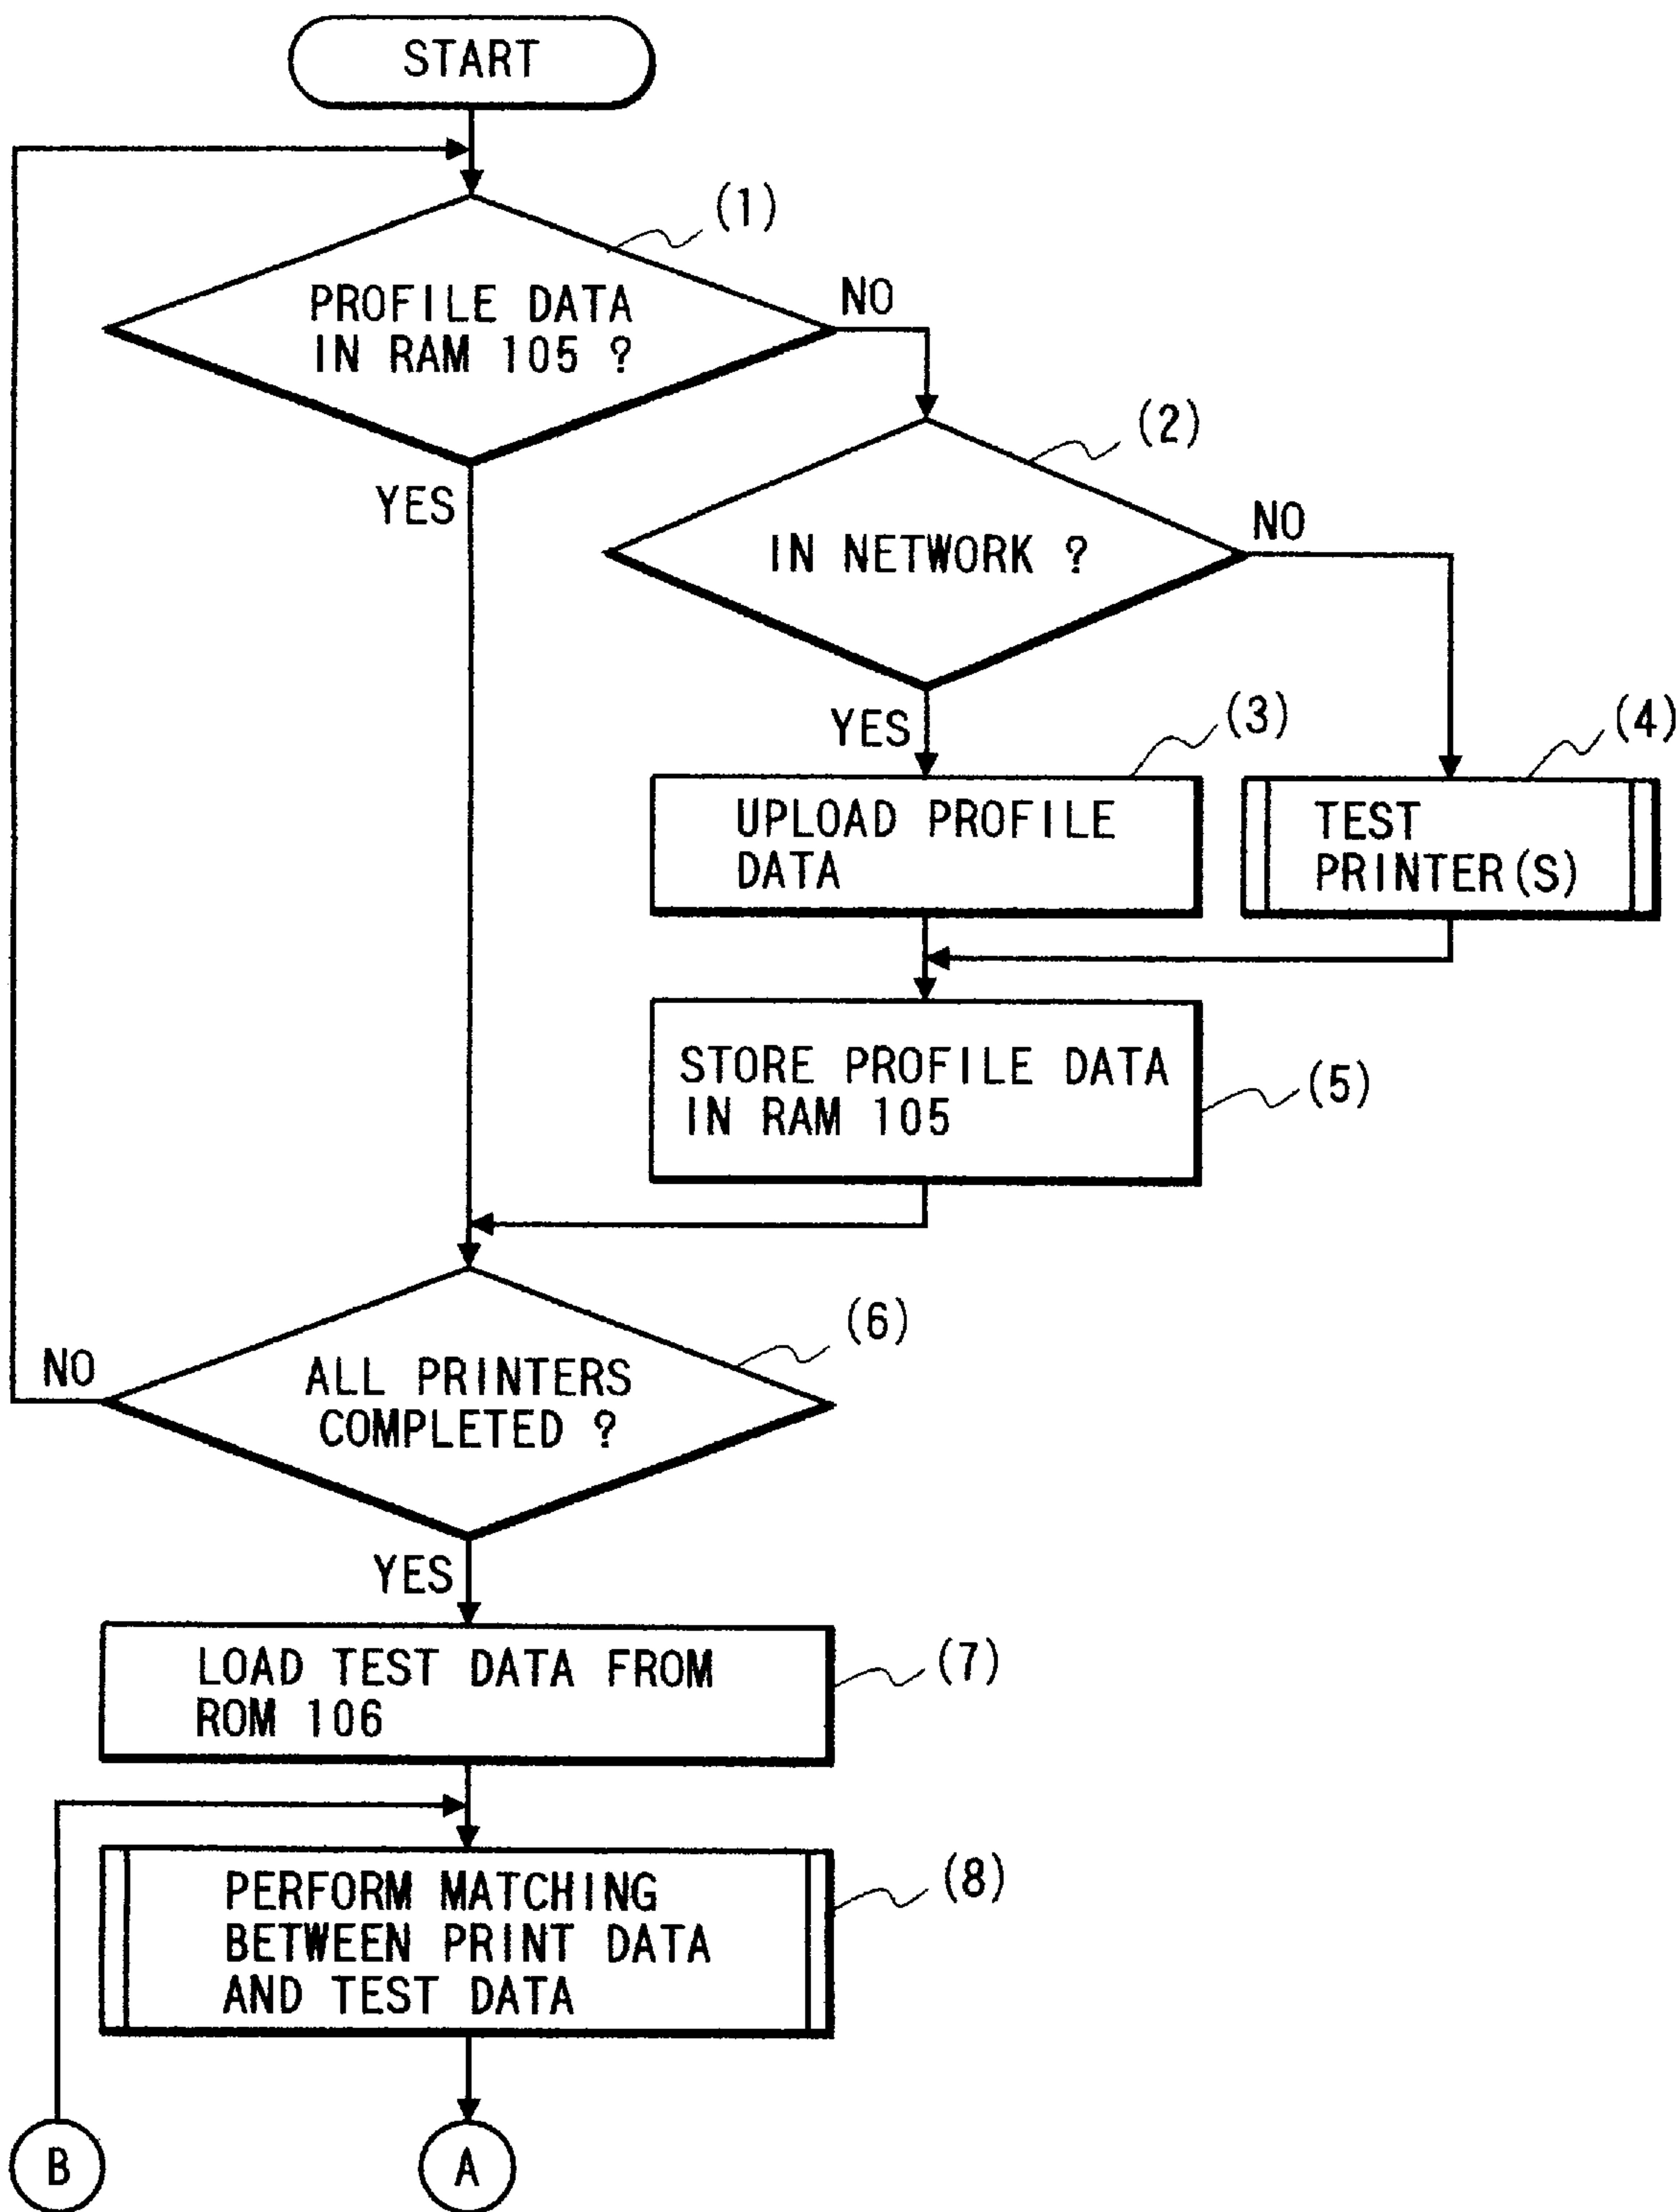 START
(1)
PROFILE DATA
IN RAM 105 ?
NO
YES
(2)
IN NETWORK ?
NO
YES
(3)
UPLOAD PROFILE
DATA
(4)
TEST
PRINTER(S)
STORE PROFILE DATA
IN RAM 105
(5)
(6)
ALL PRINTERS
COMPLETED ?
NO
YES
LOAD TEST DATA FROM
ROM 106
(7)
PERFORM MATCHING
BETWEEN PRINT DATA
AND TEST DATA
(8)
B
A